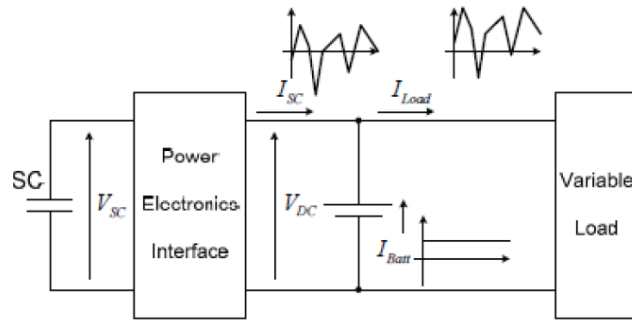 I_SC
I_Load
SC
V_SC
Power
Electronics
Interface
V_DC
I_Batt
Variable
Load